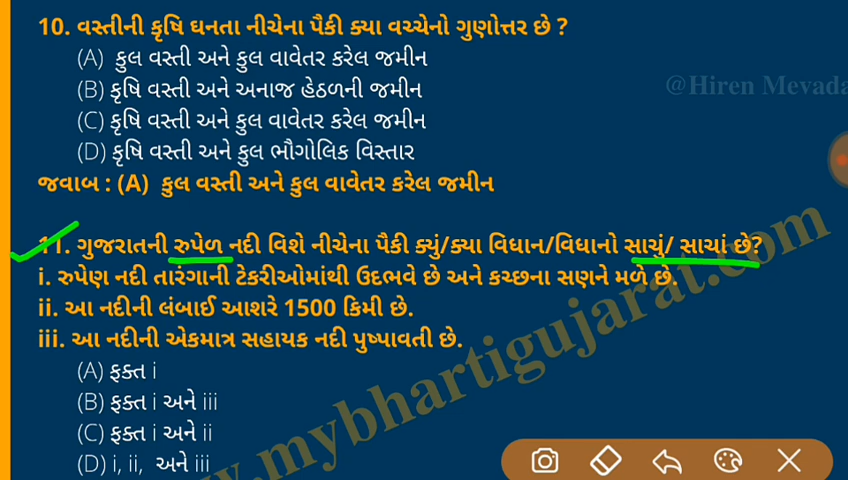 10. વસ્તીની કૃષિ ઘનતા નીચેના પૈકી ક્યા વચ્ચેનો ગુણોત્તર છે ?
(A) કુલ વસ્તી અને કુલ વાવેતર કરેલ જમીન
@Hiren Mevada
(B) કૃષિ વસ્તી અને અનાજ હેઠળની જમીન
(C) કૃષિ વસ્તી અને કુલ વાવેતર કરેલ જમીન
(D) કૃષિ વસ્તી અને કુલ ભૌગોલિક વિસ્તાર
જવાબ : (A) કુલ વસ્તી અને કુલ વાવેતર કરેલ જમીન
11. ગુજરાતની રુપેળ નદી વિશે નીચેના પૈકી ક્યું/ક્યા વિધાન/વિધાનો સાચું/ સાચાં છે?
i. રુપેણ નદી તારંગાની ટેકરીઓમાંથી ઉદભવે છે અને કચ્છના સણને મળે છે.
ii. આ નદીની લંબાઈ આશરે 1500 કિમી છે.
iii. આ નદીની એકમાત્ર સહાયક નદી પુષ્પાવતી છે.
(A) ફક્ત i
(B) ફક્ત i અને iii
(C) ફક્ત i અને ii
(D) i, ii, અને iii
w.mybhartigujarat.com